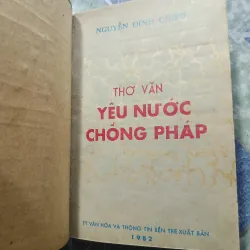 NGUYỄN ĐÌNH CHIỂU
THƠ VĂN
YÊU NƯỚC
CHỐNG PHÁP
TY VĂN HÓA VÀ THÔNG TIN BẾN TRE XUẤT BẢN
1982